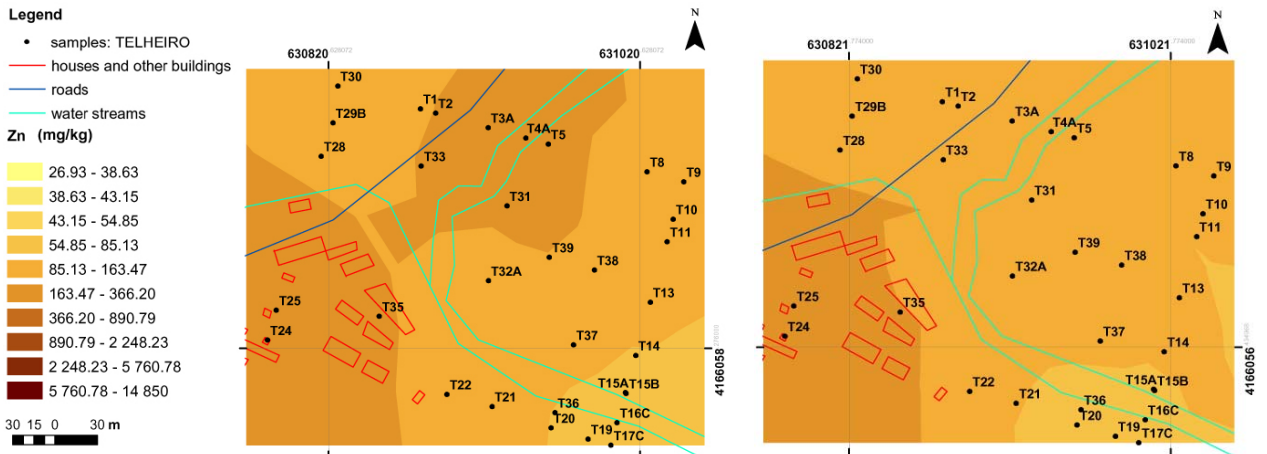 Legend
samples: TELHEIRO
houses and other buildings
roads
water streams
Zn (mg/kg)
26.93 - 38.63
38.63 - 43.15
43.15 - 54.85
54.85 - 85.13
85.13 - 163.47
163.47 - 366.20
366.20 - 890.79
890.79 - 2 248.23
2 248.23 - 5 760.78
5 760.78 - 14 850
30 15 0 30 m
N
630820
631020
T30
T1
T2
T29B
T3A
T4A
T5
T28
T33
T8
T9
T31
T10
T11
T39
T38
T32A
T25
T35
T13
T24
T37
T14
4166058
T22
T15A
T15B
T21
T36
T20
T16C
T19
T17C
N
630821
774000
631021
T30
T1
T2
T29B
T3A
T4A
T5
T28
T33
T8
T9
T31
T10
T11
T39
T38
T32A
T25
T35
T13
T24
T37
T14
4166056
T22
T15A
T15B
T21
T36
T20
T16C
T19
T17C